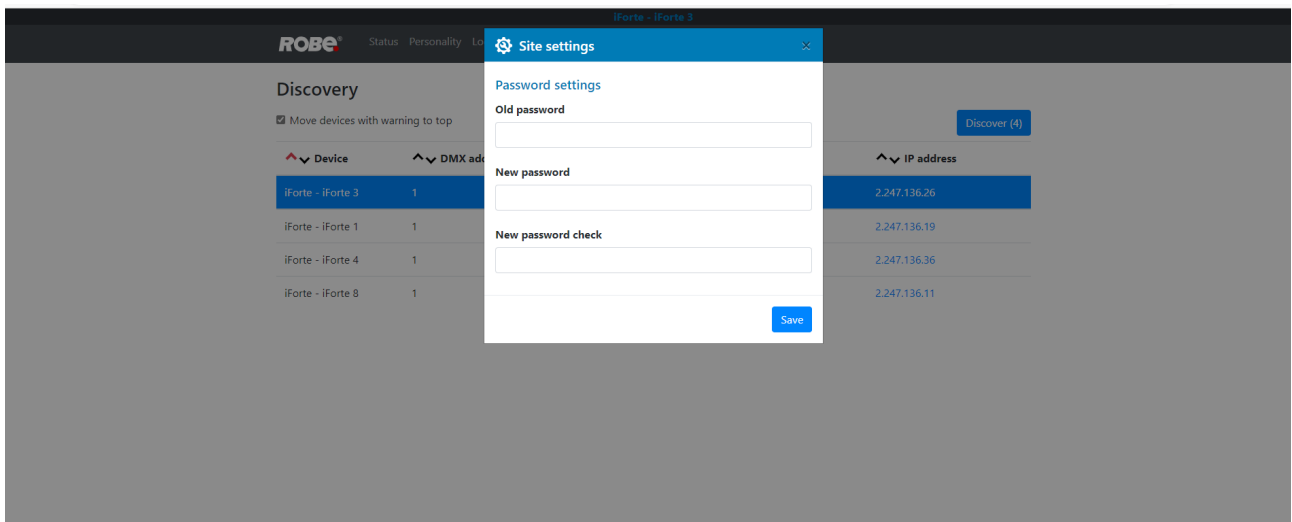 iForte - iForte 3
ROBE®
Status Personality Lo
Site settings ×
Discovery
Password settings
Old password
Move devices with warning to top
Discover (4)
Device DMX add IP address
New password
iForte - iForte 3 1 2.247.136.26
iForte - iForte 1 1 2.247.136.19
New password check
iForte - iForte 4 1 2.247.136.36
iForte - iForte 8 1 2.247.136.11
Save